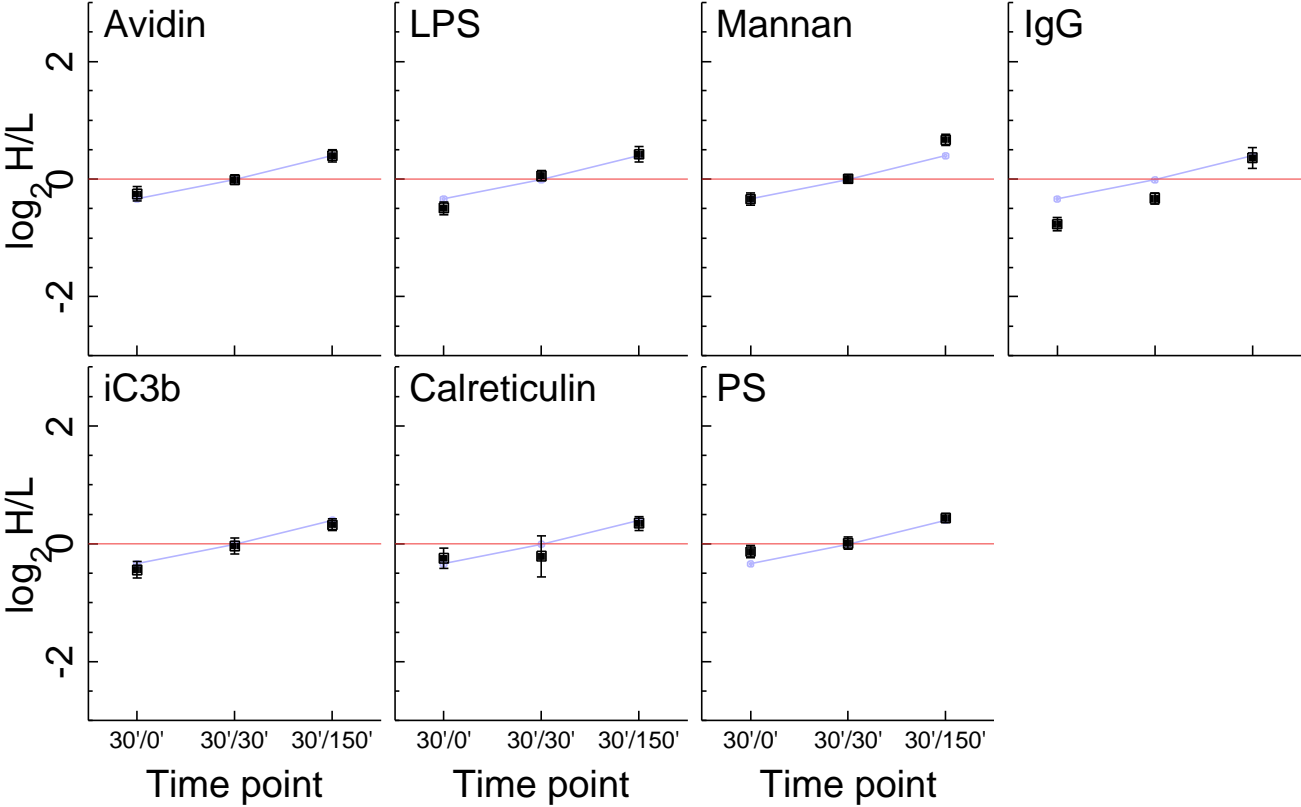 Avidin LPS Mannan IgG
log2 H/L
2
0
-2
iC3b Calreticulin PS
log2 H/L
2
0
-2
30'/0' 30'/30' 30'/150' 30'/0' 30'/30' 30'/150' 30'/0' 30'/30' 30'/150'
Time point Time point Time point